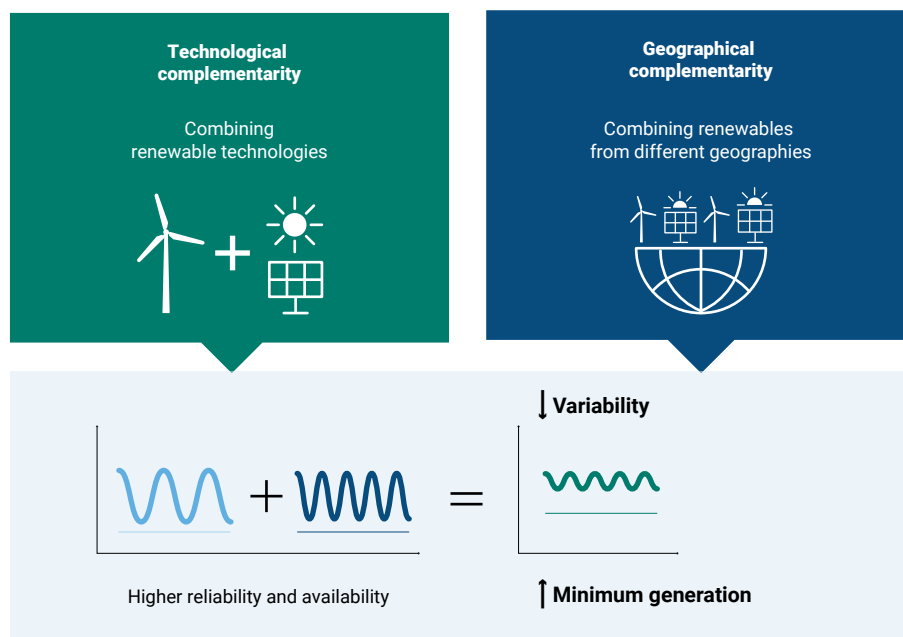 Technological
complementarity
Combining
renewable technologies
Geographical
complementarity
Combining renewables
from different geographies
↓ Variability
+
=
Higher reliability and availability
↑ Minimum generation